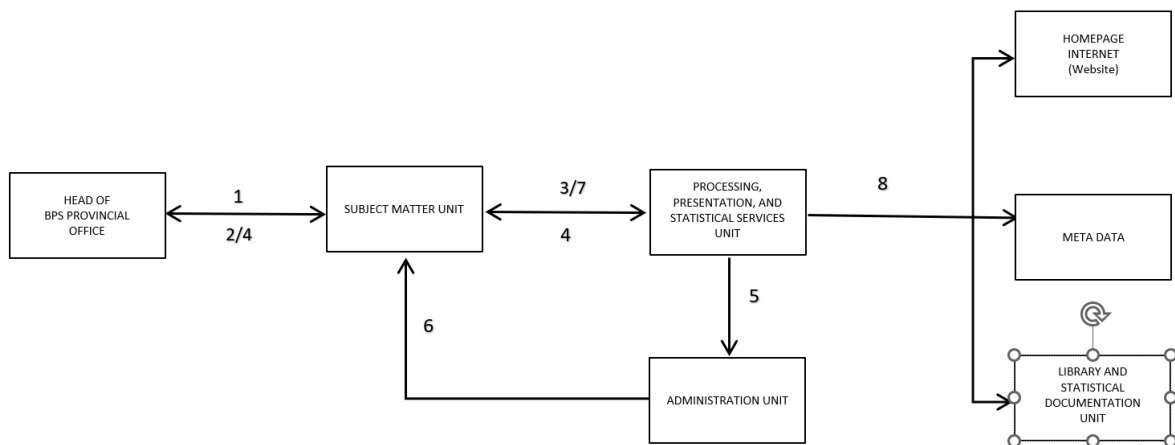 HOMEPAGE
INTERNET
(Website)
HEAD OF
BPS PROVINCIAL
OFFICE
1
2/4
SUBJECT MATTER UNIT
3/7
4
PROCESSING,
PRESENTATION, AND
STATISTICAL SERVICES
UNIT
8
META DATA
5
6
ADMINISTRATION UNIT
LIBRARY AND
STATISTICAL
DOCUMENTATION
UNIT